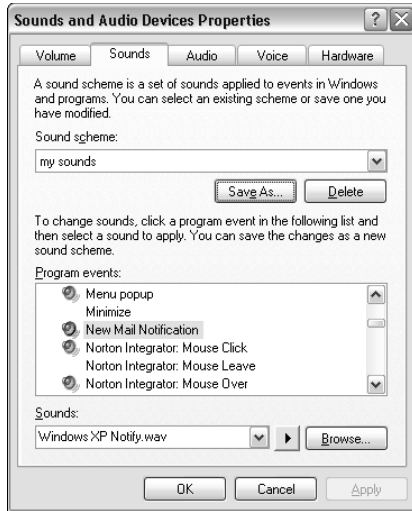 Sounds and Audio Devices Properties
Volume Sounds Audio Voice Hardware
A sound scheme is a set of sounds applied to events in Windows
and programs. You can select an existing scheme or save one you
have modified.
Sound scheme:
my sounds
Save As... Delete
To change sounds, click a program event in the following list and
then select a sound to apply. You can save the changes as a new
sound scheme.
Program events:
Menu popup
Minimize
New Mail Notification
Norton Integrator: Mouse Click
Norton Integrator: Mouse Leave
Norton Integrator: Mouse Over
Sounds:
Windows XP Notify.wav Browse...
OK Cancel Apply